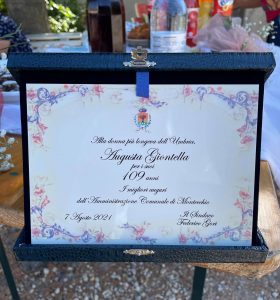 Alla donna più longeva dell'Umbria,
Augusta Giontella
per i suoi
109 anni
I migliori auguri
dell'Amministrazione Comunale di Montecchio
7 Agosto 2021
Il Sindaco
Federico Gori